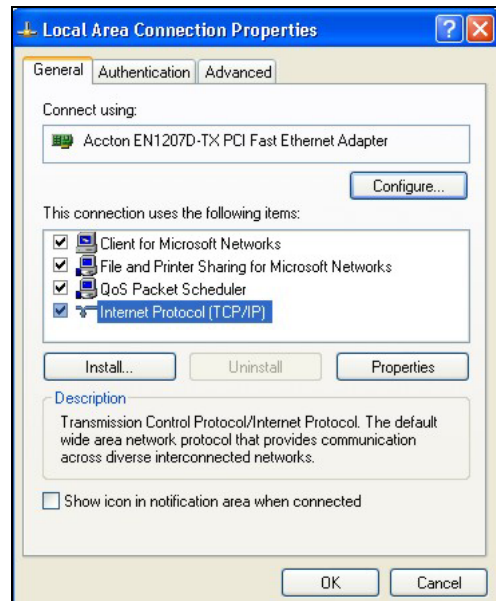 Local Area Connection Properties
General Authentication Advanced
Connect using:
Accton EN1207D-TX PCI Fast Ethernet Adapter
Configure...
This connection uses the following items:
Client for Microsoft Networks
File and Printer Sharing for Microsoft Networks
QoS Packet Scheduler
Internet Protocol (TCP/IP)
Install... Uninstall Properties
Description
Transmission Control Protocol/Internet Protocol. The default
wide area network protocol that provides communication
across diverse interconnected networks.
Show icon in notification area when connected
OK Cancel